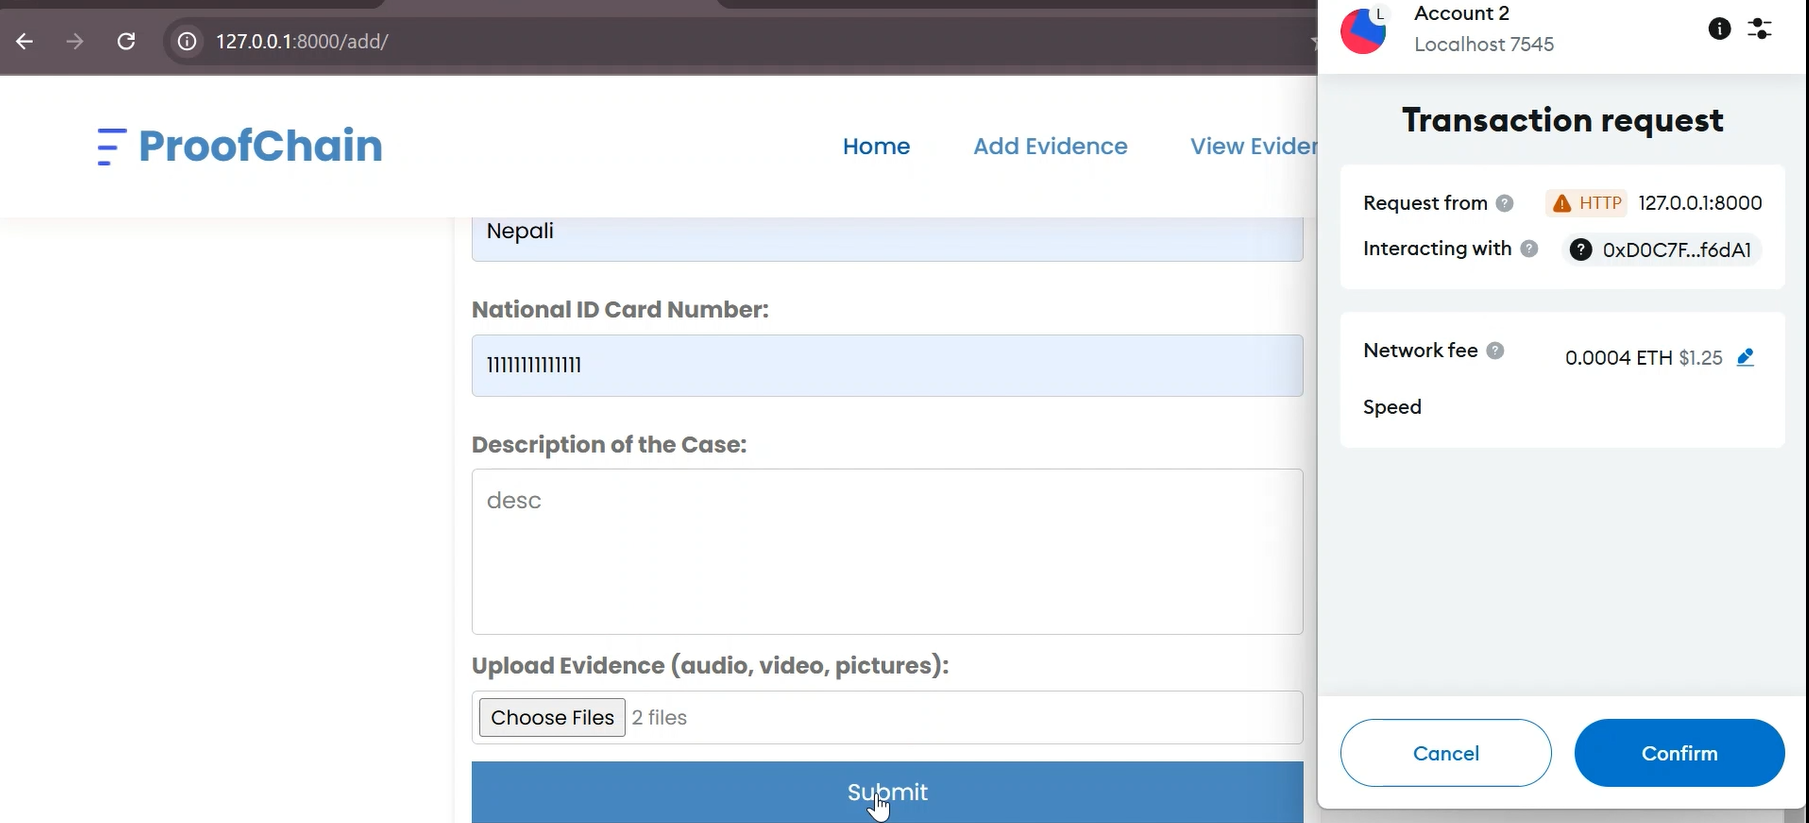 127.0.0.1:8000/add/
ProofChain
Home
Add Evidence
View Eviden
Nepali
National ID Card Number:
11111111111111
Description of the Case:
desc
Upload Evidence (audio, video, pictures):
Choose Files 2 files
Submit
L
Account 2
Localhost 7545
Transaction request
Request from ? HTTP 127.0.0.1:8000
Interacting with ? ? 0xD0C7F...f6dA1
Network fee ? 0.0004 ETH $1.25
Speed
Cancel
Confirm